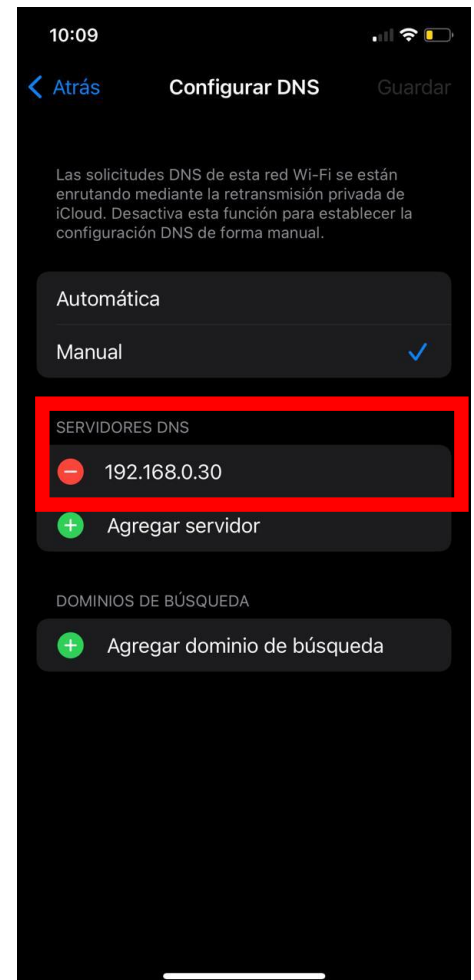 10:09
Atrás
Configurar DNS
Guardar
Las solicitudes DNS de esta red Wi-Fi se están
enrutando mediante la retransmisión privada de
iCloud. Desactiva esta función para establecer la
configuración DNS de forma manual.
Automática
Manual
SERVIDORES DNS
192.168.0.30
Agregar servidor
DOMINIOS DE BÚSQUEDA
Agregar dominio de búsqueda